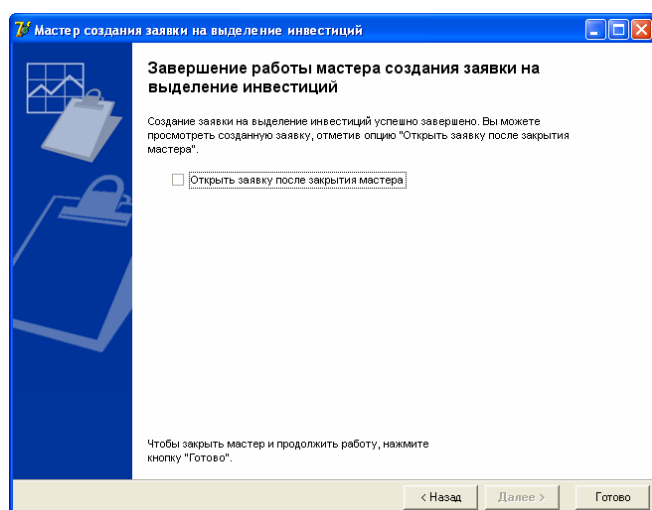 Мастер создания заявки на выделение инвестиций
Завершение работы мастера создания заявки на
выделение инвестиций
Создание заявки на выделение инвестиций успешно завершено. Вы можете
просмотреть созданную заявку, отметив опцию "Открыть заявку после закрытия
мастера".
Открыть заявку после закрытия мастера
Чтобы закрыть мастер и продолжить работу, нажмите
кнопку "Готово".
< Назад
Далее >
Готово